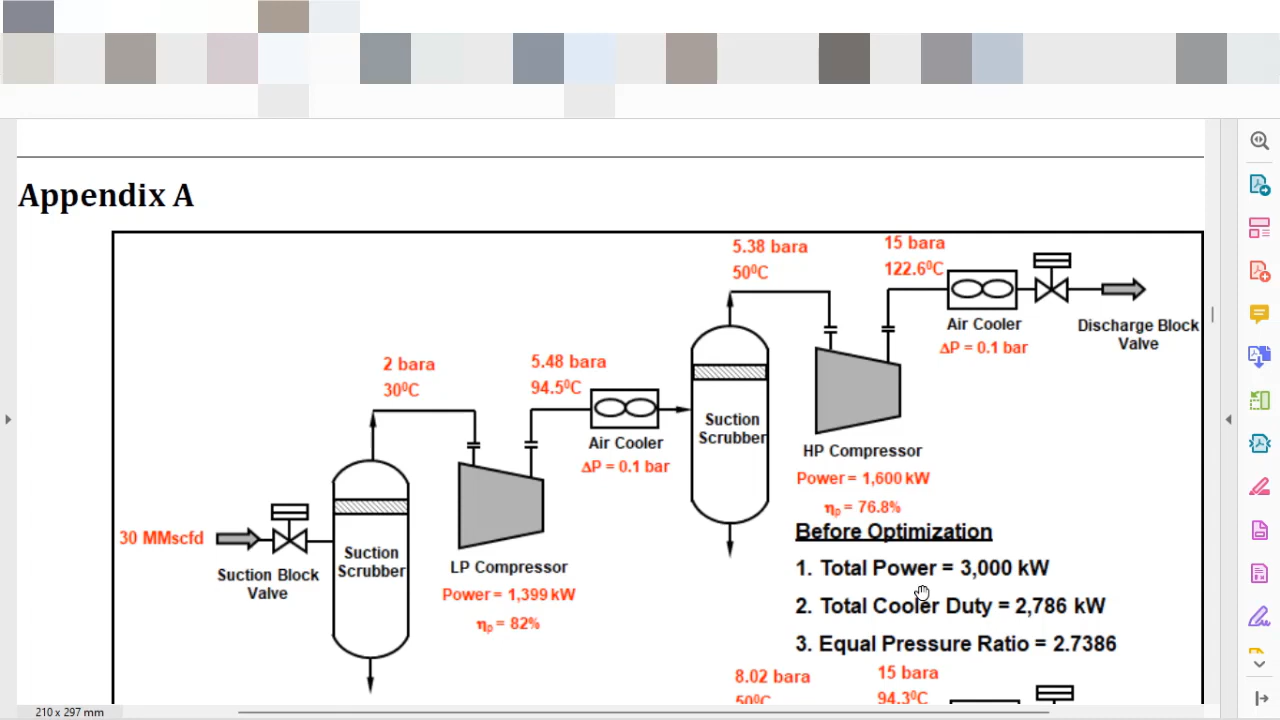 Appendix A
5.38 bara
50⁰C
15 bara
122.6⁰C
Air Cooler
ΔP = 0.1 bar
Discharge Block
Valve
2 bara
30⁰C
5.48 bara
94.5⁰C
Air Cooler
ΔP = 0.1 bar
Suction
Scrubber
HP Compressor
Power = 1,600 kW
ηp = 76.8%
30 MMscfd
Suction Block
Valve
Suction
Scrubber
LP Compressor
Power = 1,399 kW
ηp = 82%
Before Optimization
1. Total Power = 3,000 kW
2. Total Cooler Duty = 2,786 kW
3. Equal Pressure Ratio = 2.7386
8.02 bara
50⁰C
15 bara
94.3⁰C
210 x 297 mm